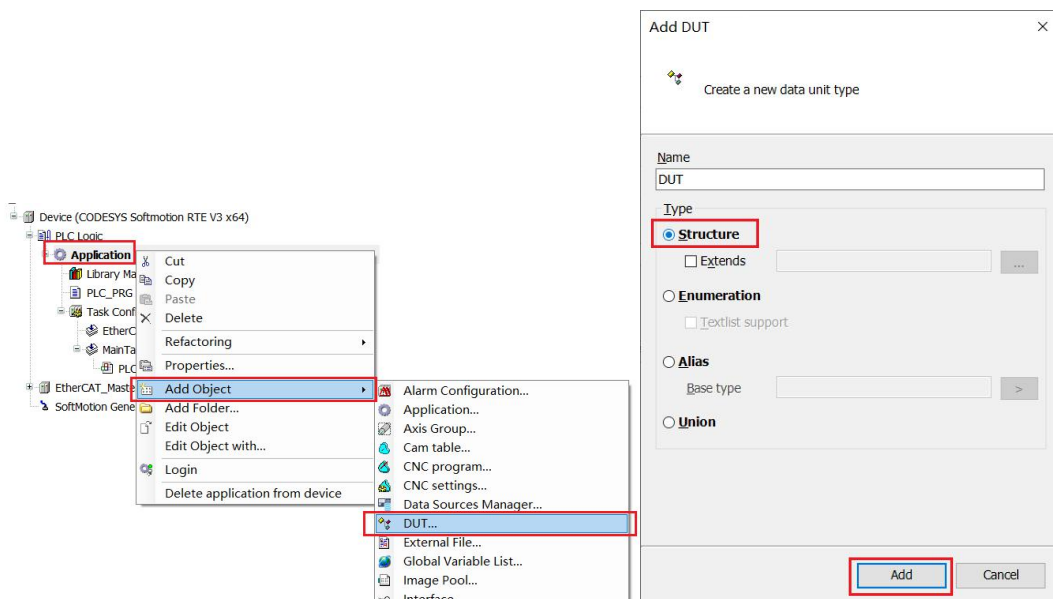 Device (CODESYS Softmotion RTE V3 x64)
PLC Logic
Application
Library Ma
PLC_PRG
Task Conf
EtherC
MainTa
PLC
EtherCAT_Maste
SoftMotion Gene
Cut
Copy
Paste
Delete
Refactoring
Properties...
Add Object
Add Folder...
Edit Object
Edit Object with...
Login
Delete application from device
Alarm Configuration...
Application...
Axis Group...
Cam table...
CNC program...
CNC settings...
Data Sources Manager...
DUT...
External File...
Global Variable List...
Image Pool...
Interface
Add DUT
Create a new data unit type
Name
DUT
Type
Structure
Extends
...
Enumeration
Textlist support
Alias
Base type
>
Union
Add
Cancel